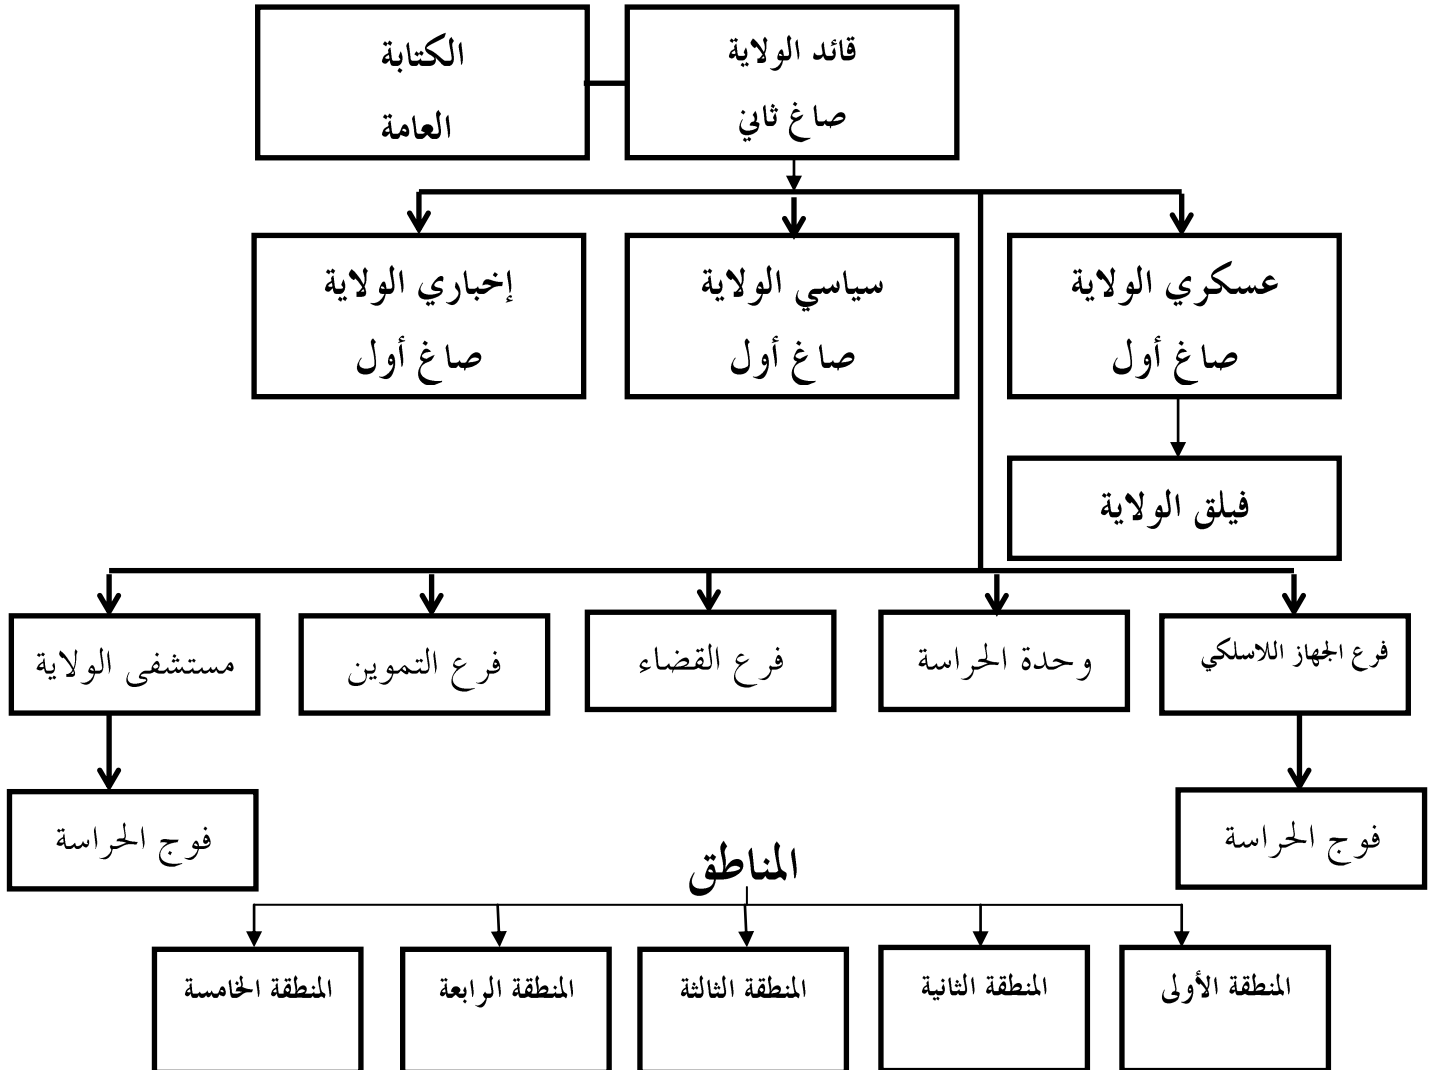 قائد الولاية
صاغ ثاني
الكتابة
العامة
عسكري الولاية
صاغ أول
سياسي الولاية
صاغ أول
إخباري الولاية
صاغ أول
فيلق الولاية
فرع الجهاز اللاسلكي
وحدة الحراسة
فرع القضاء
فرع التموين
مستشفى الولاية
فوج الحراسة
فوج الحراسة
المناطق
المنطقة الأولى
المنطقة الثانية
المنطقة الثالثة
المنطقة الرابعة
المنطقة الخامسة